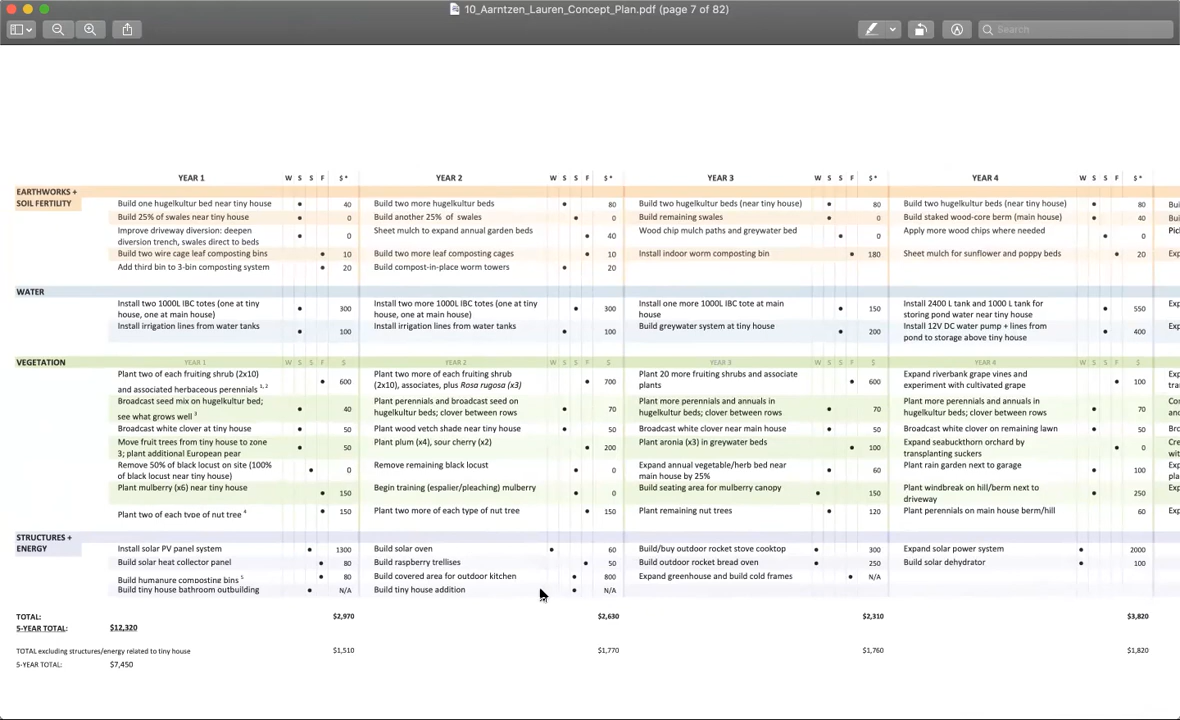 10_Aarntzen_Lauren_Concept_Plan.pdf (page 7 of 82)
Search
YEAR 1 W S S F $* YEAR 2 W S S F $* YEAR 3 W S S F $* YEAR 4 W S S F $*
EARTHWORKS +
SOIL FERTILITY
Build one hugelkultur bed near tiny house • 40 Build two more hugelkultur beds • 80 Build two hugelkultur beds (near tiny house) • 80 Build two hugelkultur beds (near tiny house) • 80
Build 25% of swales near tiny house • 0 Build another 25% of swales • 0 Build remaining swales • 0 Build staked wood-core berm (main house) • 40
Improve driveway diversion: deepen
diversion trench, swales direct to beds • 0 Sheet mulch to expand annual garden beds • 40 Wood chip mulch paths and greywater bed • 0 Apply more wood chips where needed • 0
Build two wire cage leaf composting bins • 10 Build two more leaf composting cages • 10 Install indoor worm composting bin • 180 Sheet mulch for sunflower and poppy beds • 20
Add third bin to 3-bin composting system • 20 Build compost-in-place worm towers • 20
WATER
Install two 1000L IBC totes (one at tiny
house, one at main house) • 300 Install two more 1000L IBC totes (one at tiny
house, one at main house) • 300 Install one more 1000L IBC tote at main
house • 150 Install 2400 L tank and 1000 L tank for
storing pond water near tiny house • 550
Install irrigation lines from water tanks • 100 Install irrigation lines from water tanks • 100 Build greywater system at tiny house • 200 Install 12V DC water pump + lines from
pond to storage above tiny house • 400
VEGETATION YEAR 1 W S S F $ YEAR 2 W S S F $ YEAR 3 W S S F $ YEAR 4 W S S F $
Plant two of each fruiting shrub (2x10)
and associated herbaceous perennials 1, 2 • 600 Plant two more of each fruiting shrub
(2x10), associates, plus Rosa rugosa (x3) • 700 Plant 20 more fruiting shrubs and associate
plants • 600 Expand riverbank grape vines and
experiment with cultivated grape • 100
Broadcast seed mix on hugelkultur bed;
see what grows well 3 • 40 Plant perennials and broadcast seed on
hugelkultur beds; clover between rows • 70 Plant more perennials and annuals in
hugelkultur beds; clover between rows • 70 Plant more perennials and annuals in
hugelkultur beds; clover between rows • 70
Broadcast white clover at tiny house • 50 Plant wood vetch shade near tiny house • 50 Broadcast white clover near main house • 50 Broadcast white clover on remaining lawn • 50
Move fruit trees from tiny house to zone
3; plant additional European pear • 50 Plant plum (x4), sour cherry (x2) • 200 Plant aronia (x3) in greywater beds • 100 Expand seabuckthorn orchard by
transplanting suckers • 0
Remove 50% of black locust on site (100%
of black locust near tiny house) • 0 Remove remaining black locust • 0 Expand annual vegetable/herb bed near
main house by 25% • 60 Plant rain garden next to garage • 100
Plant mulberry (x6) near tiny house • 150 Begin training (espalier/pleaching) mulberry • 0 Build seating area for mulberry canopy • 150 Plant windbreak on hill/berm next to
driveway • 250
Plant two of each type of nut tree 4 • 150 Plant two more of each type of nut tree • 150 Plant remaining nut trees • 120 Plant perennials on main house berm/hill 60
STRUCTURES +
ENERGY
Install solar PV panel system • 1300 Build solar oven • 60 Build/buy outdoor rocket stove cooktop • 300 Expand solar power system • 2000
Build solar heat collector panel • 80 Build raspberry trellises • 50 Build outdoor rocket bread oven • 250 Build solar dehydrator • 100
Build humanure composting bins 5 • 80 Build covered area for outdoor kitchen • 800 Expand greenhouse and build cold frames • N/A
Build tiny house bathroom outbuilding • N/A Build tiny house addition • N/A
TOTAL: $2,970 $2,630 $2,310 $3,820
5-YEAR TOTAL: $12,320
TOTAL excluding structures/energy related to tiny house $1,510 $1,770 $1,760 $1,820
5-YEAR TOTAL: $7,450